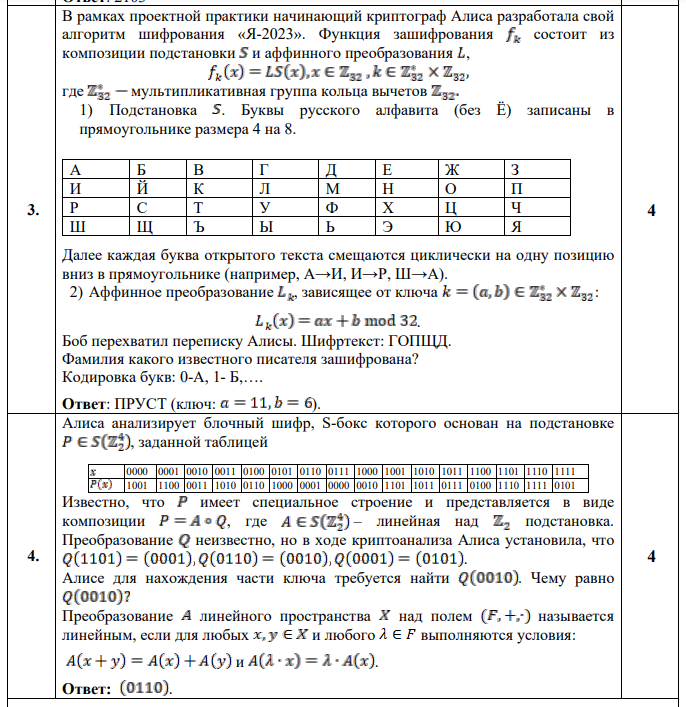 3.
В рамках проектной практики начинающий криптограф Алиса разработала свой
алгоритм шифрования «Я-2023». Функция зашифрования f_k состоит из
композиции подстановки S и аффинного преобразования L,
f_k(x) = LS(x), x ∈ ℤ_32 , k ∈ ℤ*_32 × ℤ_32,
где ℤ*_32 — мультипликативная группа кольца вычетов ℤ_32.
1) Подстановка S. Буквы русского алфавита (без Ё) записаны в
прямоугольнике размера 4 на 8.
А Б В Г Д Е Ж З
И Й К Л М Н О П
Р С Т У Ф Х Ц Ч
Ш Щ Ъ Ы Ь Э Ю Я
Далее каждая буква открытого текста смещаются циклически на одну позицию
вниз в прямоугольнике (например, А→И, И→Р, Ш→А).
2) Аффинное преобразование L_k, зависящее от ключа k = (a, b) ∈ ℤ*_32 × ℤ_32:
L_k(x) = ax + b mod 32.
Боб перехватил переписку Алисы. Шифртекст: ГОПЩД.
Фамилия какого известного писателя зашифрована?
Кодировка букв: 0-А, 1- Б,….
Ответ: ПРУСТ (ключ: a = 11, b = 6).
4
4.
Алиса анализирует блочный шифр, S-бокс которого основан на подстановке
P ∈ S(ℤ_2^4), заданной таблицей
x 0000 0001 0010 0011 0100 0101 0110 0111 1000 1001 1010 1011 1100 1101 1110 1111
P(x) 1001 1100 0011 1010 0110 1000 0001 0000 0010 1101 1011 0111 0100 1110 1111 0101
Известно, что P имеет специальное строение и представляется в виде
композиции P = A ∘ Q, где A ∈ S(ℤ_2^4) – линейная над ℤ_2 подстановка.
Преобразование Q неизвестно, но в ходе криптоанализа Алиса установила, что
Q(1101) = (0001), Q(0110) = (0010), Q(0001) = (0101).
Алисе для нахождения части ключа требуется найти Q(0010). Чему равно
Q(0010)?
Преобразование A линейного пространства X над полем (F, +,·) называется
линейным, если для любых x, y ∈ X и любого λ ∈ F выполняются условия:
A(x + y) = A(x) + A(y) и A(λ · x) = λ · A(x).
Ответ: (0110).
4